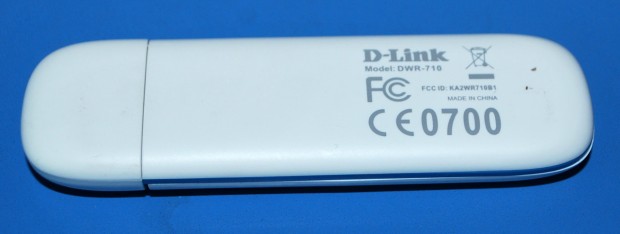 D-Link
Model: DWR-710
FC FCC ID: KA2WR710B1
MADE IN CHINA
CE0700